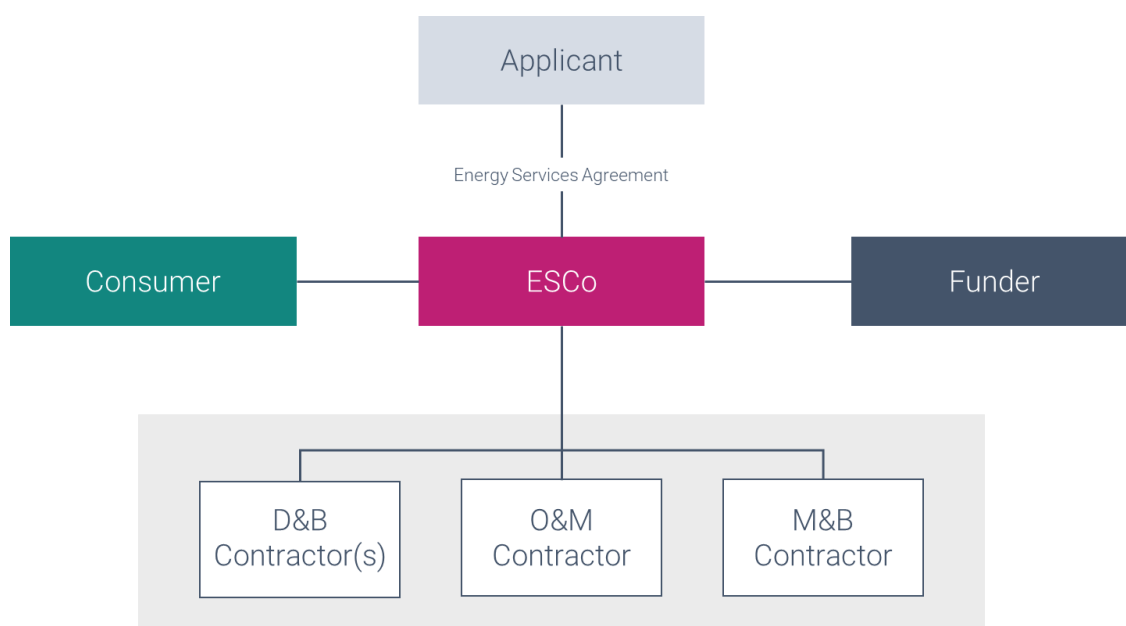 Applicant
Energy Services Agreement
Consumer
ESCo
Funder
D&B
Contractor(s)
O&M
Contractor
M&B
Contractor